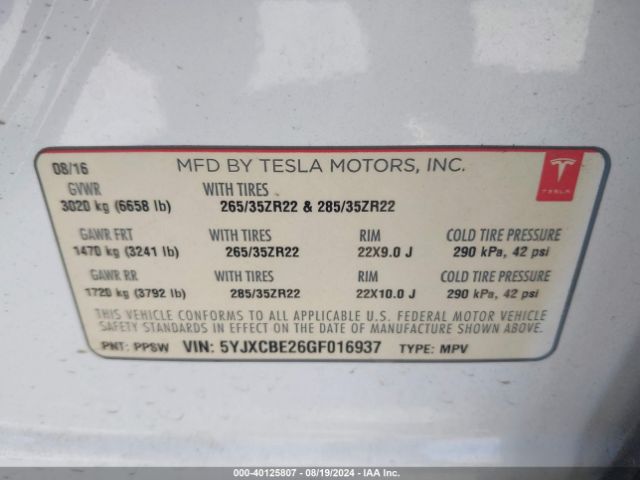 08/16 MFD BY TESLA MOTORS, INC.
TESLA
GVWR WITH TIRES
3020 kg (6658 lb) 265/35ZR22 & 285/35ZR22
GAWR FRT WITH TIRES RIM COLD TIRE PRESSURE
1470 kg (3241 lb) 265/35ZR22 22X9.0 J 290 kPa, 42 psi
GAWR RR WITH TIRES RIM COLD TIRE PRESSURE
1720 kg (3792 lb) 285/35ZR22 22X10.0 J 290 kPa, 42 psi
THIS VEHICLE CONFORMS TO ALL APPLICABLE U.S. FEDERAL MOTOR VEHICLE
SAFETY STANDARDS IN EFFECT ON THE DATE OF MANUFACTURE SHOWN ABOVE.
PNT: PPSW VIN: 5YJXCBE26GF016937 TYPE: MPV
000-40125807 - 08/19/2024 - IAA Inc.